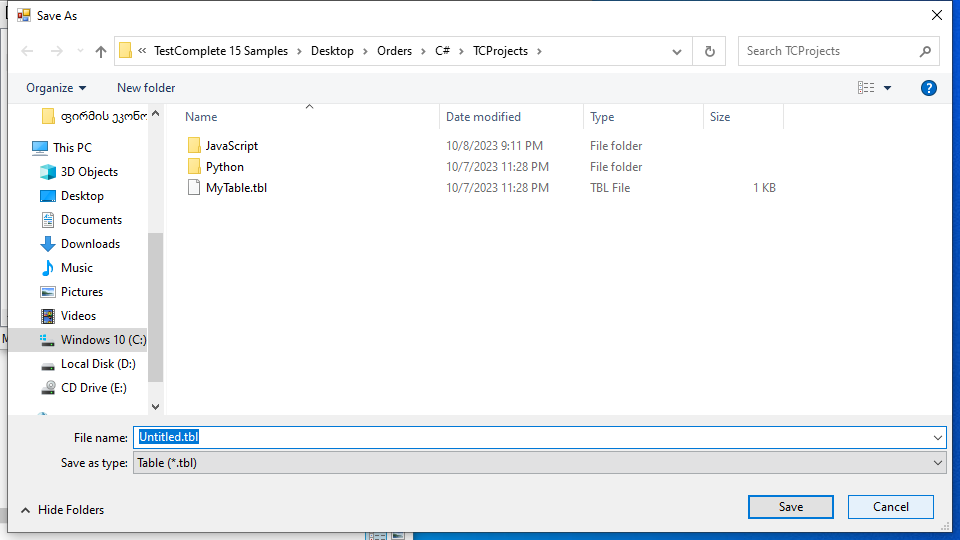 Save As
« TestComplete 15 Samples > Desktop > Orders > C# > TCProjects >
Search TCProjects
Organize New folder
Name Date modified Type Size
JavaScript 10/8/2023 9:11 PM File folder
Python 10/7/2023 11:28 PM File folder
MyTable.tbl 10/7/2023 11:28 PM TBL File 1 KB
ფირმის ეკონო
This PC
3D Objects
Desktop
Documents
Downloads
Music
Pictures
Videos
Windows 10 (C:)
Local Disk (D:)
CD Drive (E:)
File name: Untitled.tbl
Save as type: Table (*.tbl)
Hide Folders
Save Cancel